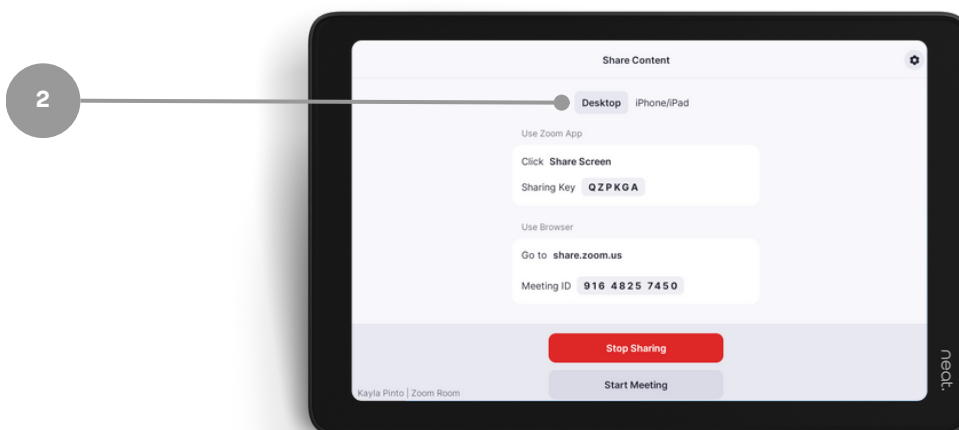 2
Share Content
Desktop iPhone/iPad
Use Zoom App
Click Share Screen
Sharing Key QZPKGA
Use Browser
Go to share.zoom.us
Meeting ID 916 4825 7450
Stop Sharing
Start Meeting
Kayla Pinto | Zoom Room
neat.